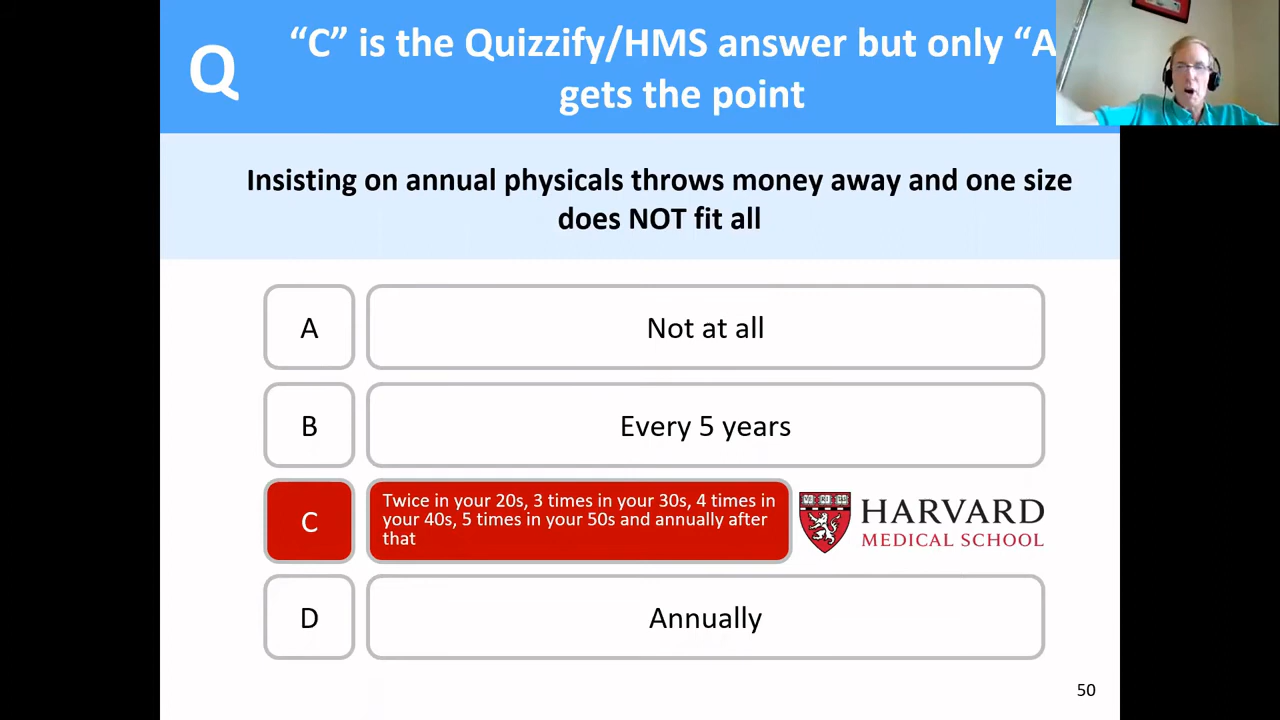 Q
“C” is the Quizzify/HMS answer but only “A
gets the point
Insisting on annual physicals throws money away and one size
does NOT fit all
A
Not at all
B
Every 5 years
C
Twice in your 20s, 3 times in your 30s, 4 times in
your 40s, 5 times in your 50s and annually after
that
HARVARD
MEDICAL SCHOOL
D
Annually
50